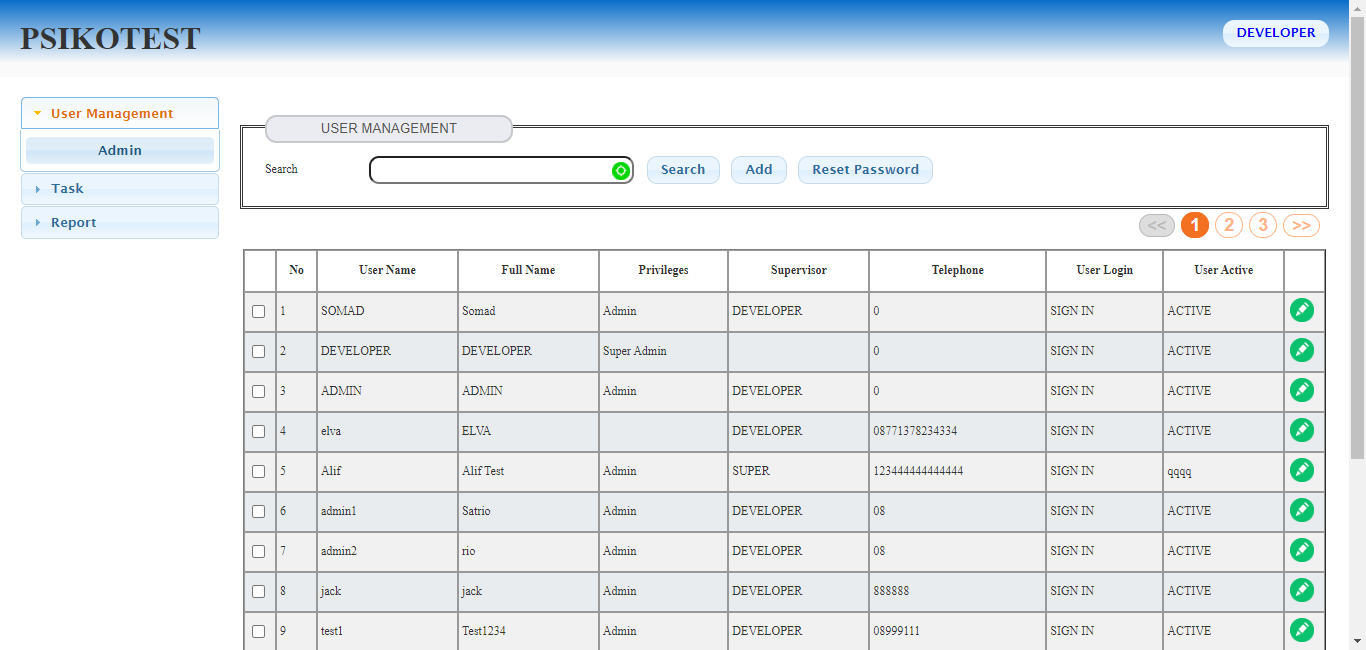 PSIKOTEST
DEVELOPER
User Management
Admin
Task
Report
USER MANAGEMENT
Search Search Add Reset Password
<< 1 2 3 >>
No User Name Full Name Privileges Supervisor Telephone User Login User Active
1 SOMAD Somad Admin DEVELOPER 0 SIGN IN ACTIVE
2 DEVELOPER DEVELOPER Super Admin 0 SIGN IN ACTIVE
3 ADMIN ADMIN Admin DEVELOPER 0 SIGN IN ACTIVE
4 elva ELVA DEVELOPER 08771378234334 SIGN IN ACTIVE
5 Alif Alif Test Admin SUPER 123444444444444 SIGN IN qqqq
6 admin1 Satrio Admin DEVELOPER 08 SIGN IN ACTIVE
7 admin2 rio Admin DEVELOPER 08 SIGN IN ACTIVE
8 jack jack Admin DEVELOPER 888888 SIGN IN ACTIVE
9 test1 Test1234 Admin DEVELOPER 08999111 SIGN IN ACTIVE